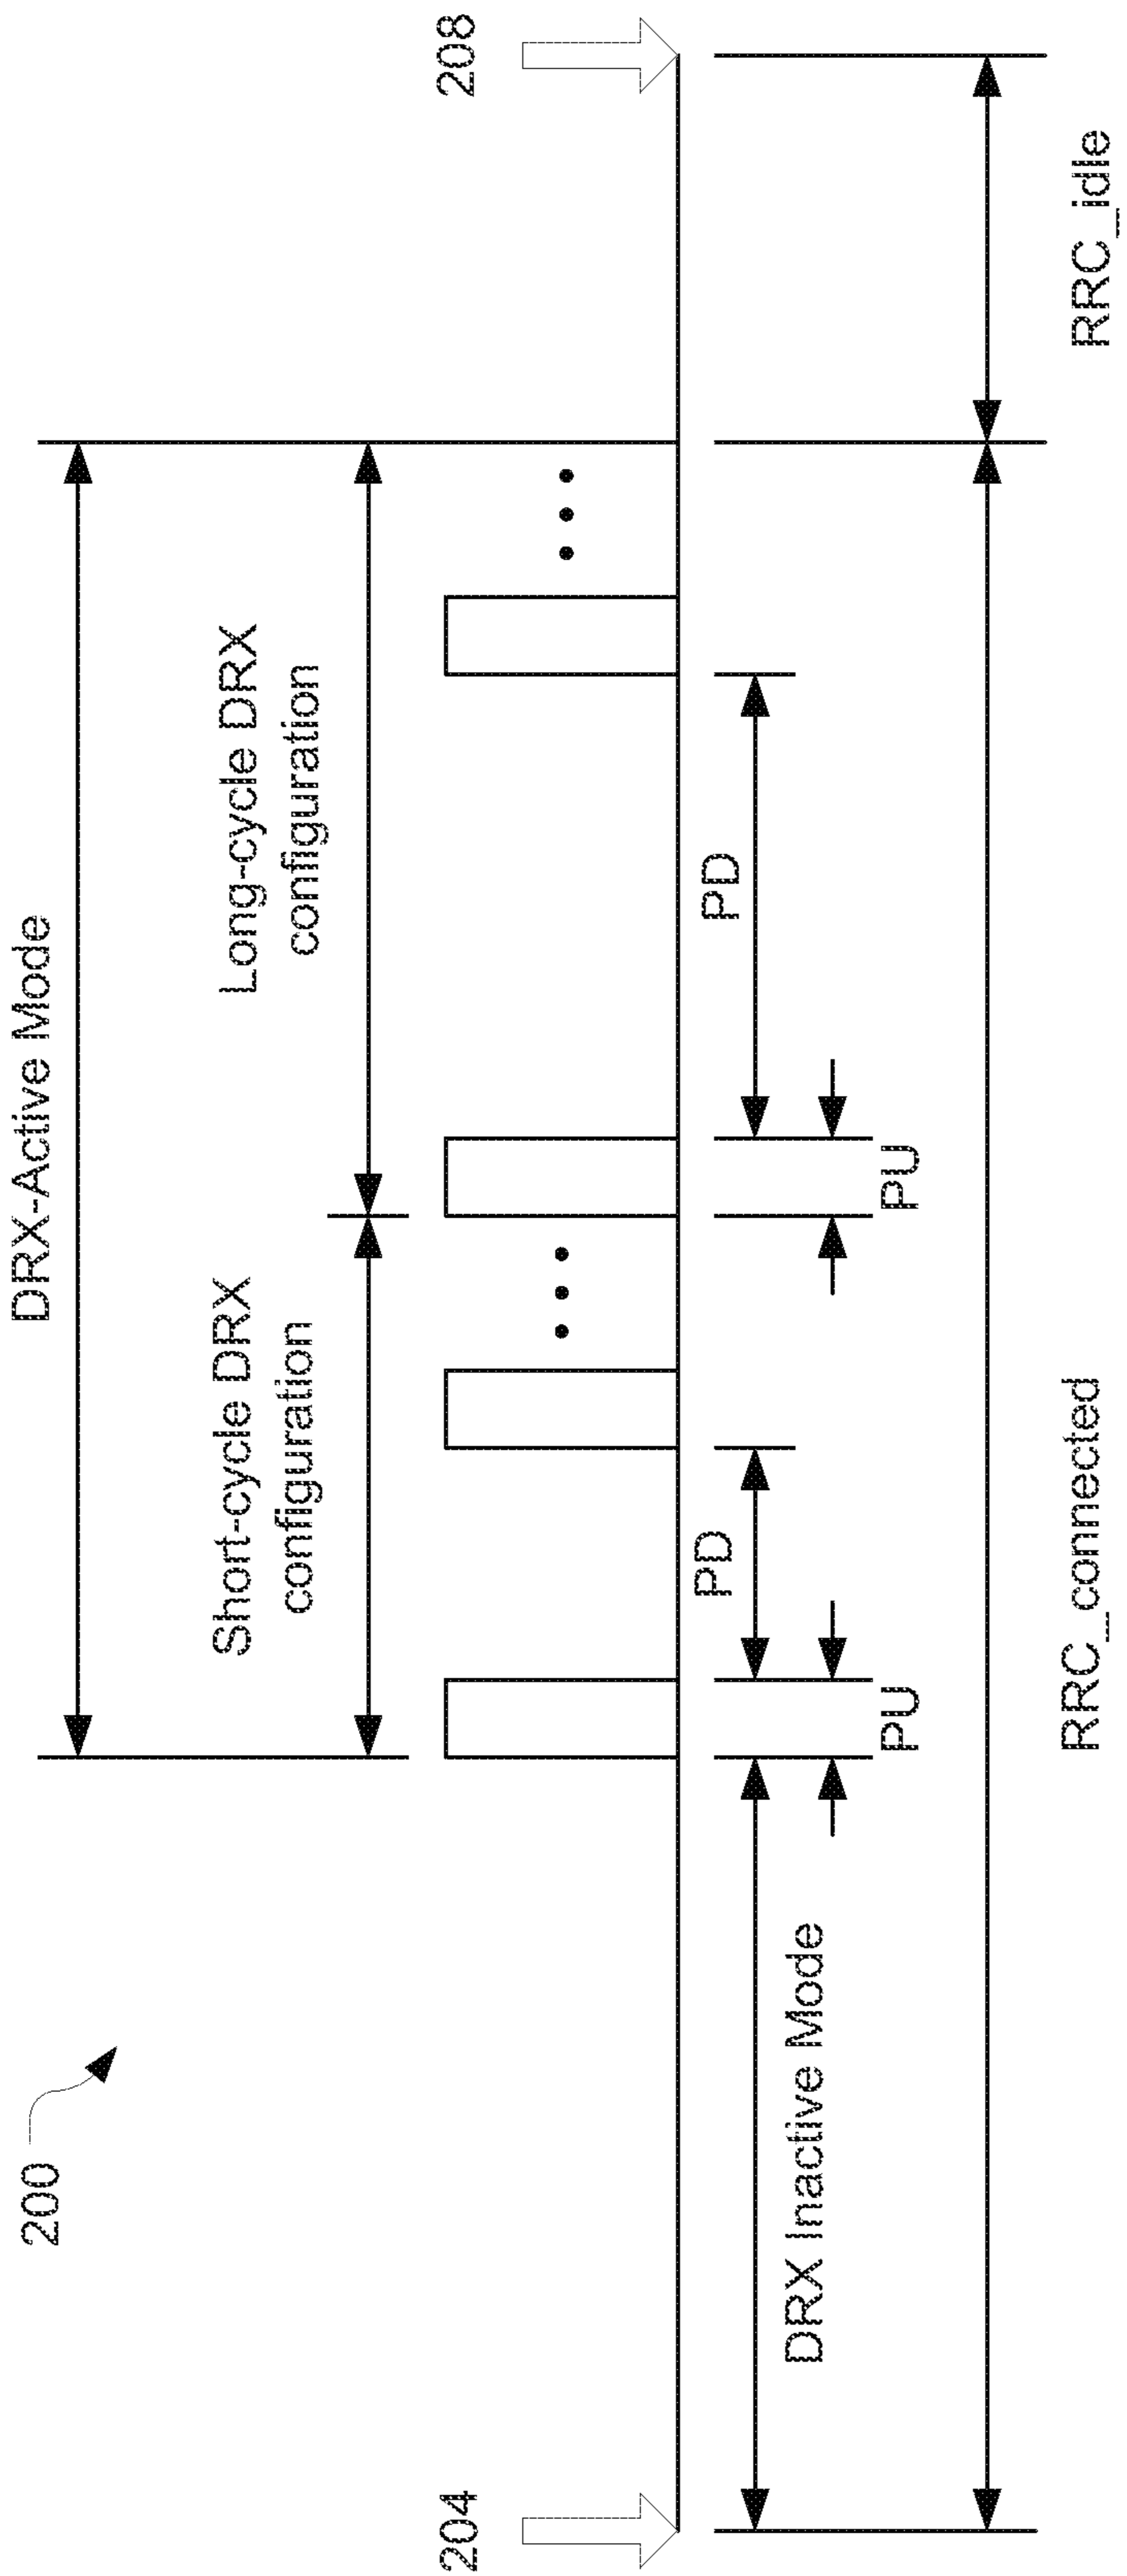 200
DRX-Active Mode
Short-cycle DRX
configuration
Long-cycle DRX
configuration
204
208
PD
PD
DRX Inactive Mode
PU
PU
RRC_connected
RRC_idle